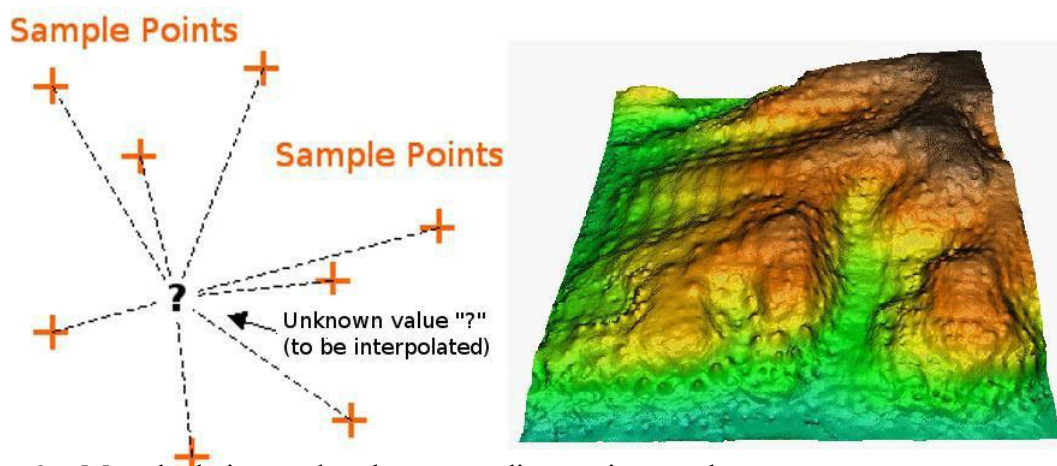 Sample Points
Sample Points
?
Unknown value "?"
(to be interpolated)